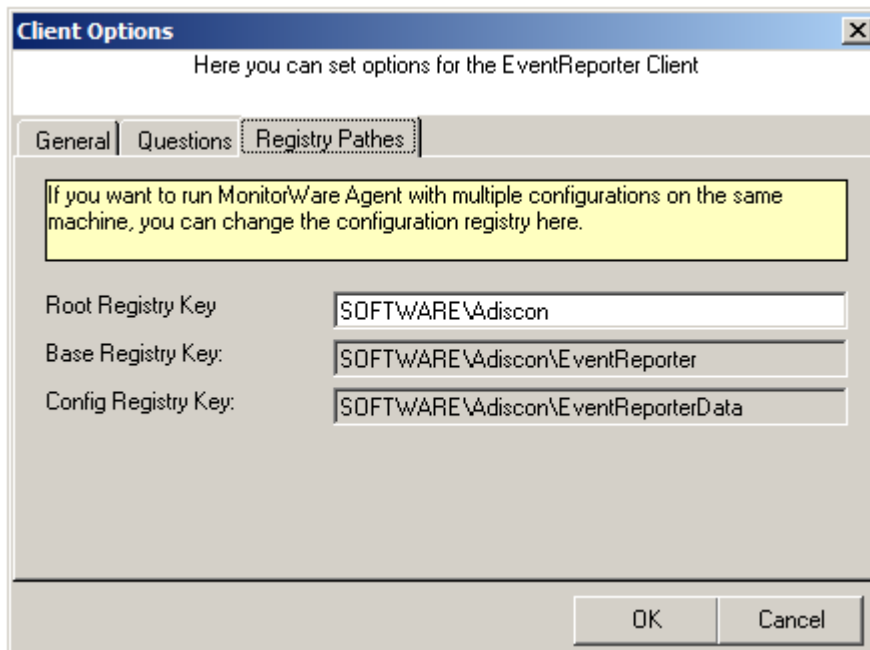 Client Options
Here you can set options for the EventReporter Client
General
Questions
Registry Pathes
If you want to run MonitorWare Agent with multiple configurations on the same
machine, you can change the configuration registry here.
Root Registry Key
SOFTWARE\Adiscon
Base Registry Key:
SOFTWARE\Adiscon\EventReporter
Config Registry Key:
SOFTWARE\Adiscon\EventReporterData
OK
Cancel